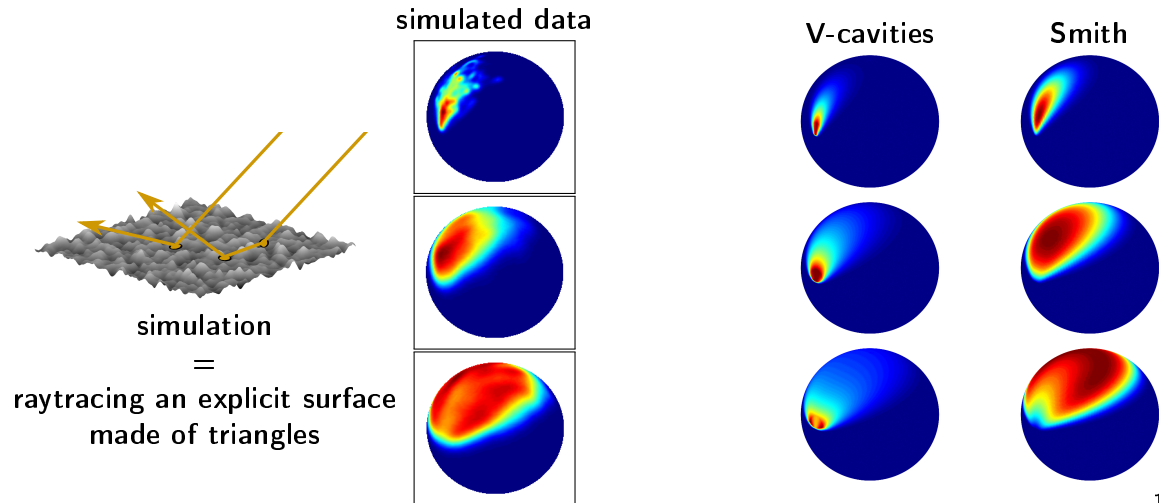 simulated data
V-cavities
Smith
simulation
=
raytracing an explicit surface
made of triangles